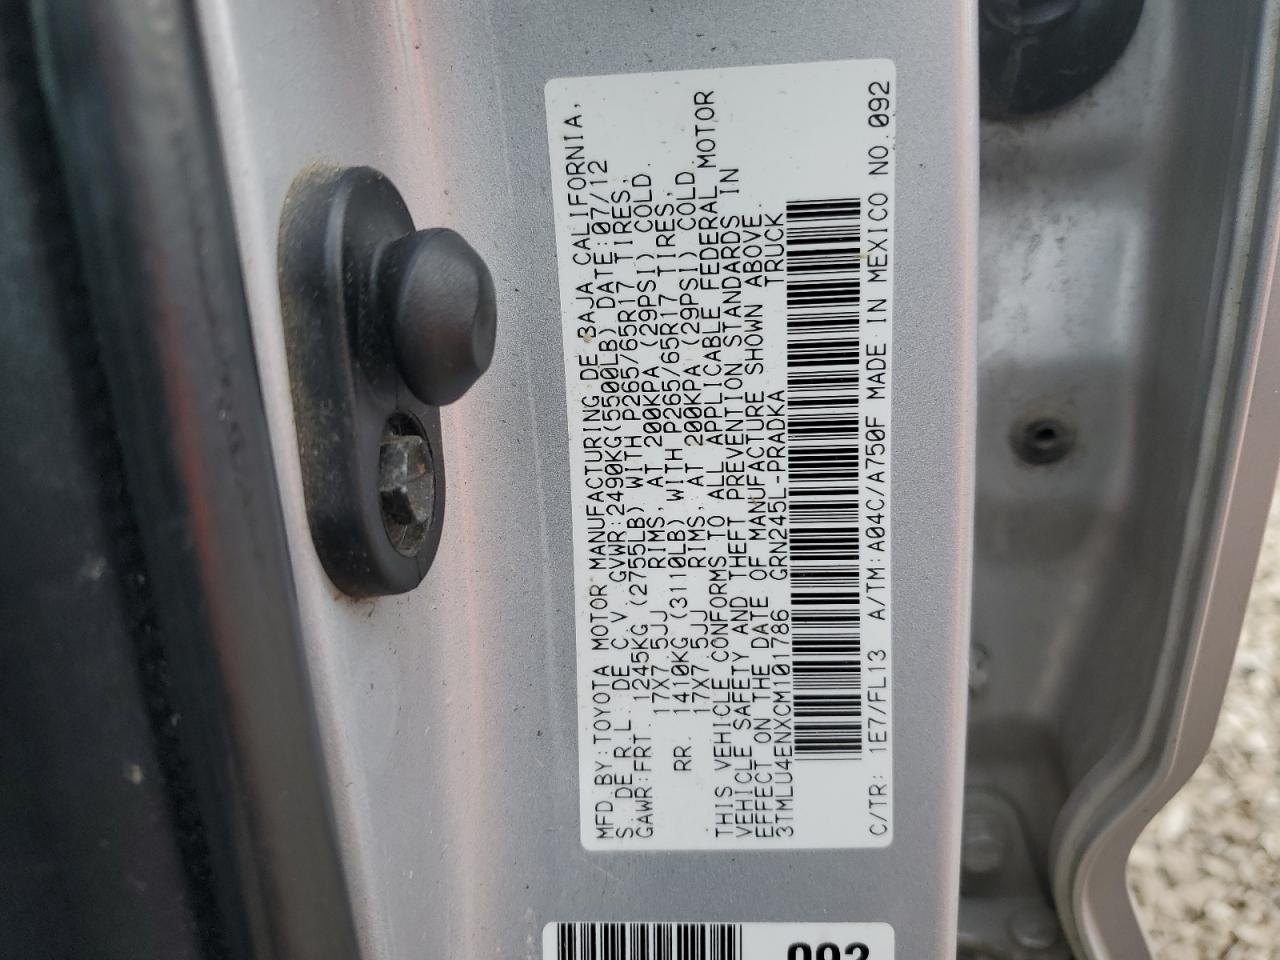 MFD.BY:TOYOTA MOTOR MANUFACTURING DE BAJA CALIFORNIA,
S. DE R.L. DE C.V. GVWR:2490KG(5500LB) DATE:07/12
GAWR:FRT. 1245KG (2755LB) WITH P265/65R17 TIRES,
17X7.5JJ RIMS, AT 200KPA (29PSI) COLD.
RR. 1410KG (3110LB) WITH P265/65R17 TIRES,
17X7.5JJ RIMS, AT 200KPA (29PSI) COLD.
THIS VEHICLE CONFORMS TO ALL APPLICABLE FEDERAL MOTOR
VEHICLE SAFETY AND THEFT PREVENTION STANDARDS IN
EFFECT ON THE DATE OF MANUFACTURE SHOWN ABOVE.
3TMLU4ENXCM101786 GRN245L-PRADKA TRUCK
C/TR: 1E7/FL13 A/TM:A04C/A750F MADE IN MEXICO NO.092